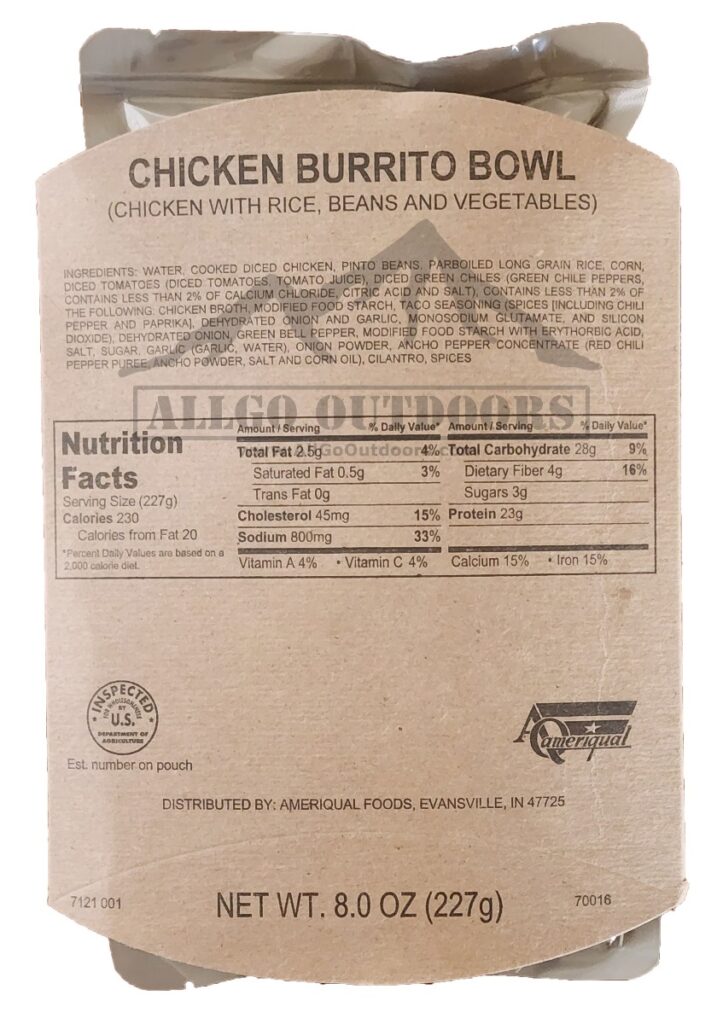 CHICKEN BURRITO BOWL
(CHICKEN WITH RICE, BEANS AND VEGETABLES)
INGREDIENTS: WATER, COOKED DICED CHICKEN, PINTO BEANS, PARBOILED LONG GRAIN RICE, CORN,
DICED TOMATOES (DICED TOMATOES, TOMATO JUICE), DICED GREEN CHILES (GREEN CHILE PEPPERS,
CONTAINS LESS THAN 2% OF CALCIUM CHLORIDE, CITRIC ACID AND SALT), CONTAINS LESS THAN 2% OF
THE FOLLOWING: CHICKEN BROTH, MODIFIED FOOD STARCH, TACO SEASONING (SPICES [INCLUDING CHILI
PEPPER AND PAPRIKA], DEHYDRATED ONION AND GARLIC, MONOSODIUM GLUTAMATE, AND SILICON
DIOXIDE), DEHYDRATED ONION, GREEN BELL PEPPER, MODIFIED FOOD STARCH WITH ERYTHORBIC ACID,
SALT, SUGAR, GARLIC (GARLIC, WATER), ONION POWDER, ANCHO PEPPER CONCENTRATE (RED CHILI
PEPPER PUREE, ANCHO POWDER, SALT AND CORN OIL), CILANTRO, SPICES
ALLGO OUTDOORS
Nutrition
Facts
Serving Size (227g)
Calories 230
Calories from Fat 20
*Percent Daily Values are based on a
2,000 calorie diet.
Amount / Serving % Daily Value*
Total Fat 2.5g 4%
Saturated Fat 0.5g 3%
Trans Fat 0g
Cholesterol 45mg 15%
Sodium 800mg 33%
Vitamin A 4% • Vitamin C 4%
Amount / Serving % Daily Value*
Total Carbohydrate 28g 9%
Dietary Fiber 4g 16%
Sugars 3g
Protein 23g
Calcium 15% • Iron 15%
INSPECTED
FOR WHOLESOMENESS
BY
U.S.
DEPARTMENT OF
AGRICULTURE
Est. number on pouch
ameriqual
DISTRIBUTED BY: AMERIQUAL FOODS, EVANSVILLE, IN 47725
7121 001
NET WT. 8.0 OZ (227g)
70016